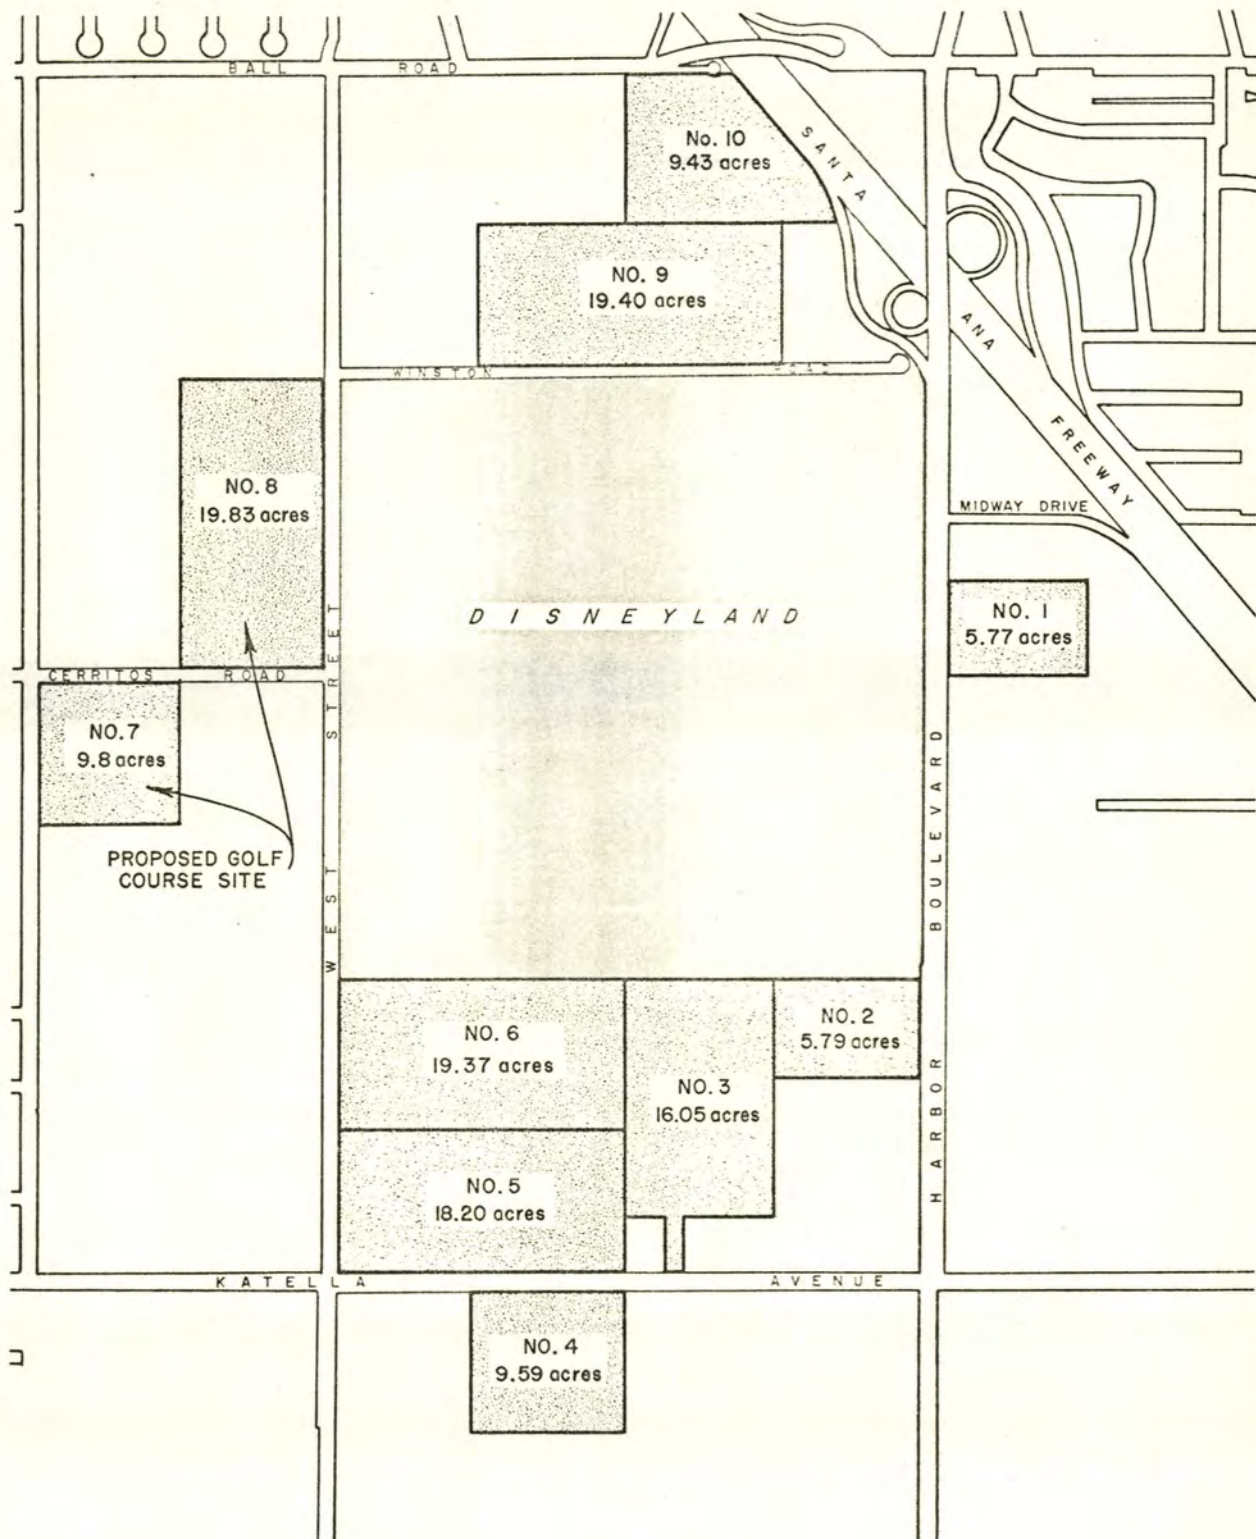 BALL ROAD
No. 10
9.43 acres
SANTA
ANA
FREEWAY
NO. 9
19.40 acres
WINSTON ROAD
NO. 8
19.83 acres
MIDWAY DRIVE
DISNEYLAND
NO. 1
5.77 acres
CERRITOS ROAD
NO. 7
9.8 acres
PROPOSED GOLF
COURSE SITE
WEST STREET
HARBOR BOULEVARD
NO. 6
19.37 acres
NO. 2
5.79 acres
NO. 3
16.05 acres
NO. 5
18.20 acres
KATELLA AVENUE
NO. 4
9.59 acres